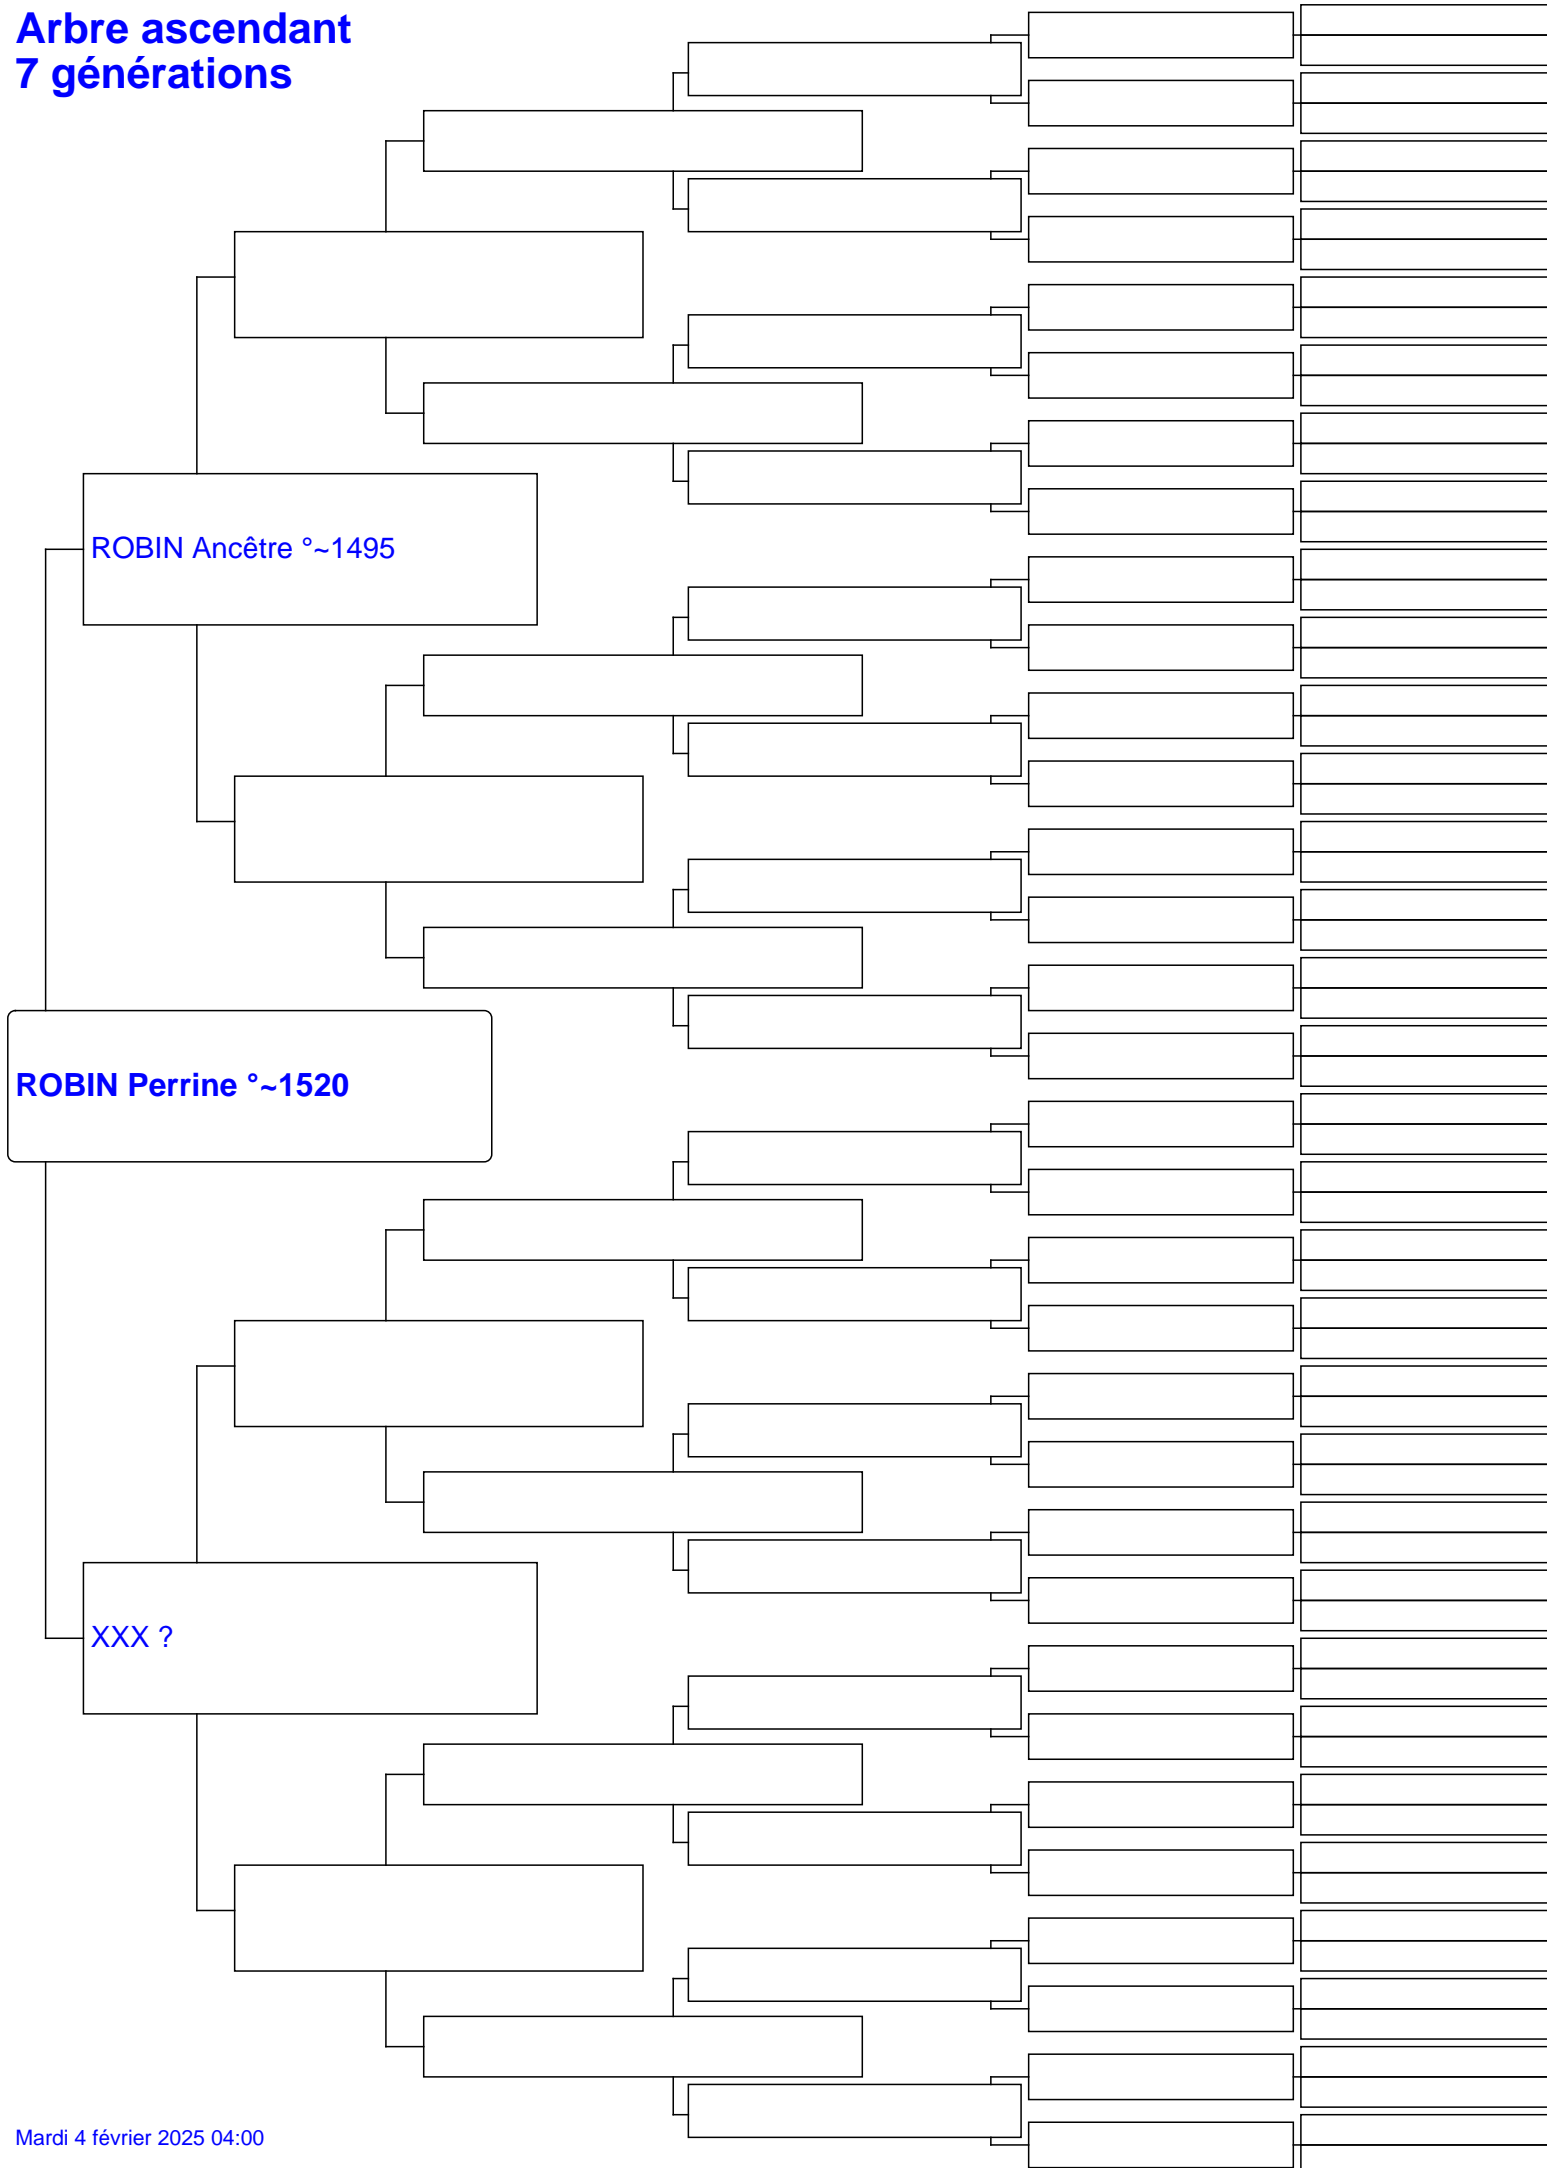 Arbre ascendant
7 générations
ROBIN Ancêtre °~1495
ROBIN Perrine °~1520
XXX ?
Mardi 4 février 2025 04:00